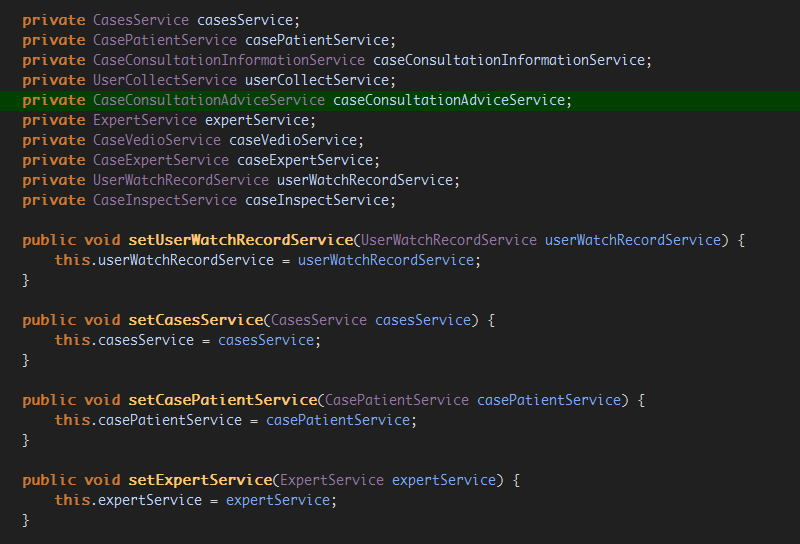 private CasesService casesService;
private CasePatientService casePatientService;
private CaseConsultationInformationService caseConsultationInformationService;
private UserCollectService userCollectService;
private CaseConsultationAdviceService caseConsultationAdviceService;
private ExpertService expertService;
private CaseVedioService caseVedioService;
private CaseExpertService caseExpertService;
private UserWatchRecordService userWatchRecordService;
private CaseInspectService caseInspectService;
public void setUserWatchRecordService(UserWatchRecordService userWatchRecordService) {
this.userWatchRecordService = userWatchRecordService;
}
public void setCasesService(CasesService casesService) {
this.casesService = casesService;
}
public void setCasePatientService(CasePatientService casePatientService) {
this.casePatientService = casePatientService;
}
public void setExpertService(ExpertService expertService) {
this.expertService = expertService;
}